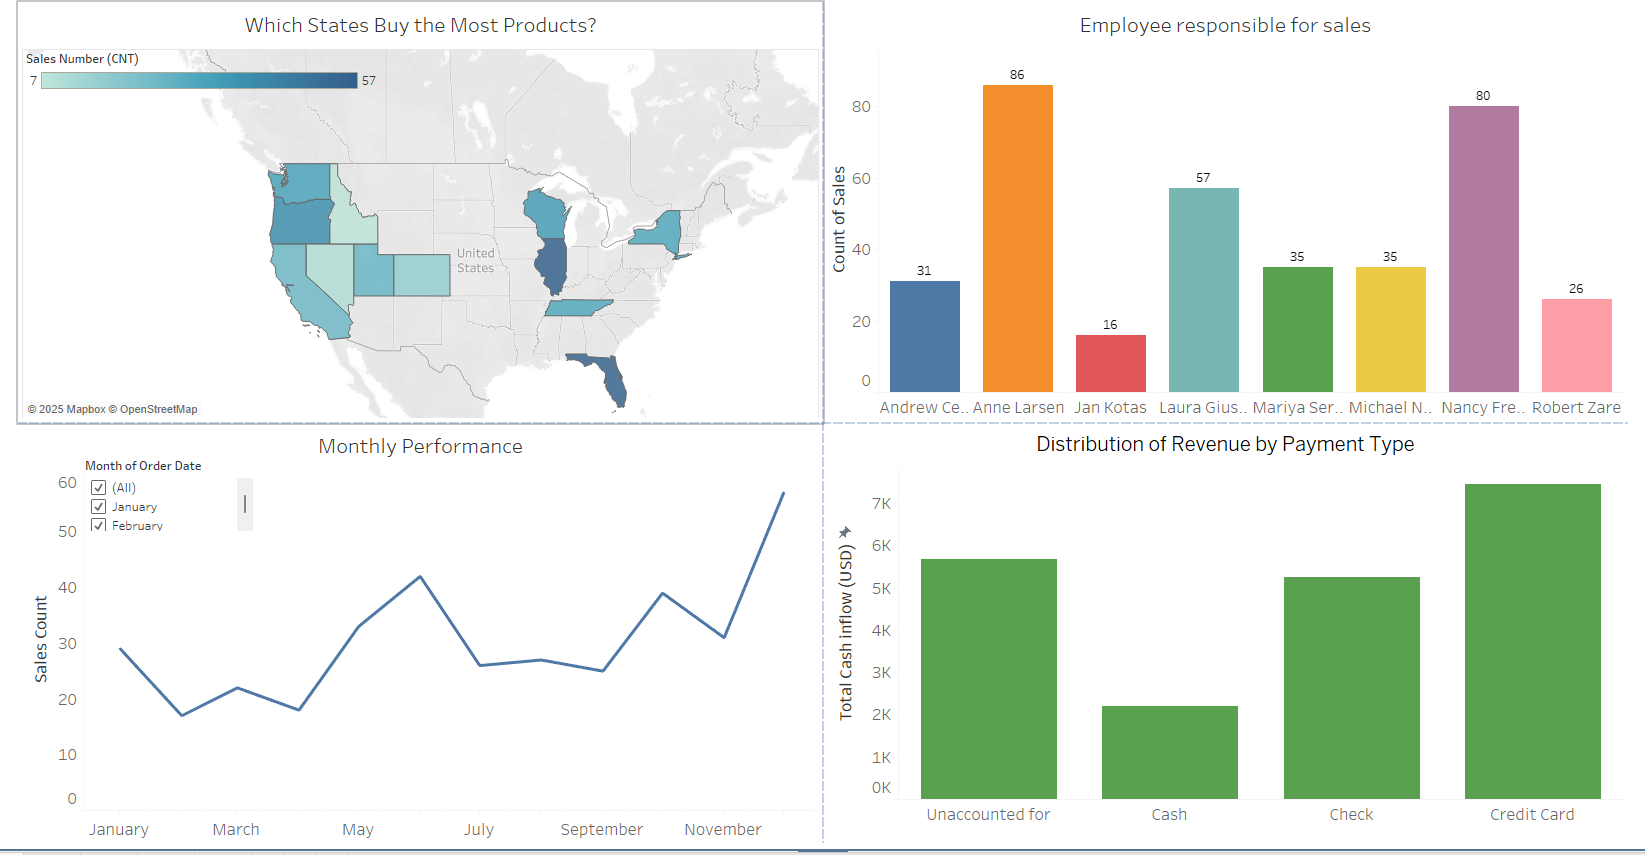 Which States Buy the Most Products?
Sales Number (CNT)
7 57
United
States
© 2025 Mapbox © OpenStreetMap
Employee responsible for sales
Count of Sales
80
60
40
20
0
31
86
16
57
35
35
80
26
Andrew Ce.. Anne Larsen Jan Kotas Laura Gius.. Mariya Ser.. Michael N.. Nancy Fre.. Robert Zare
Monthly Performance
Month of Order Date
(All)
January
February
Sales Count
60
50
40
30
20
10
0
January March May July September November
Distribution of Revenue by Payment Type
Total Cash inflow (USD)
7K
6K
5K
4K
3K
2K
1K
0K
Unaccounted for Cash Check Credit Card